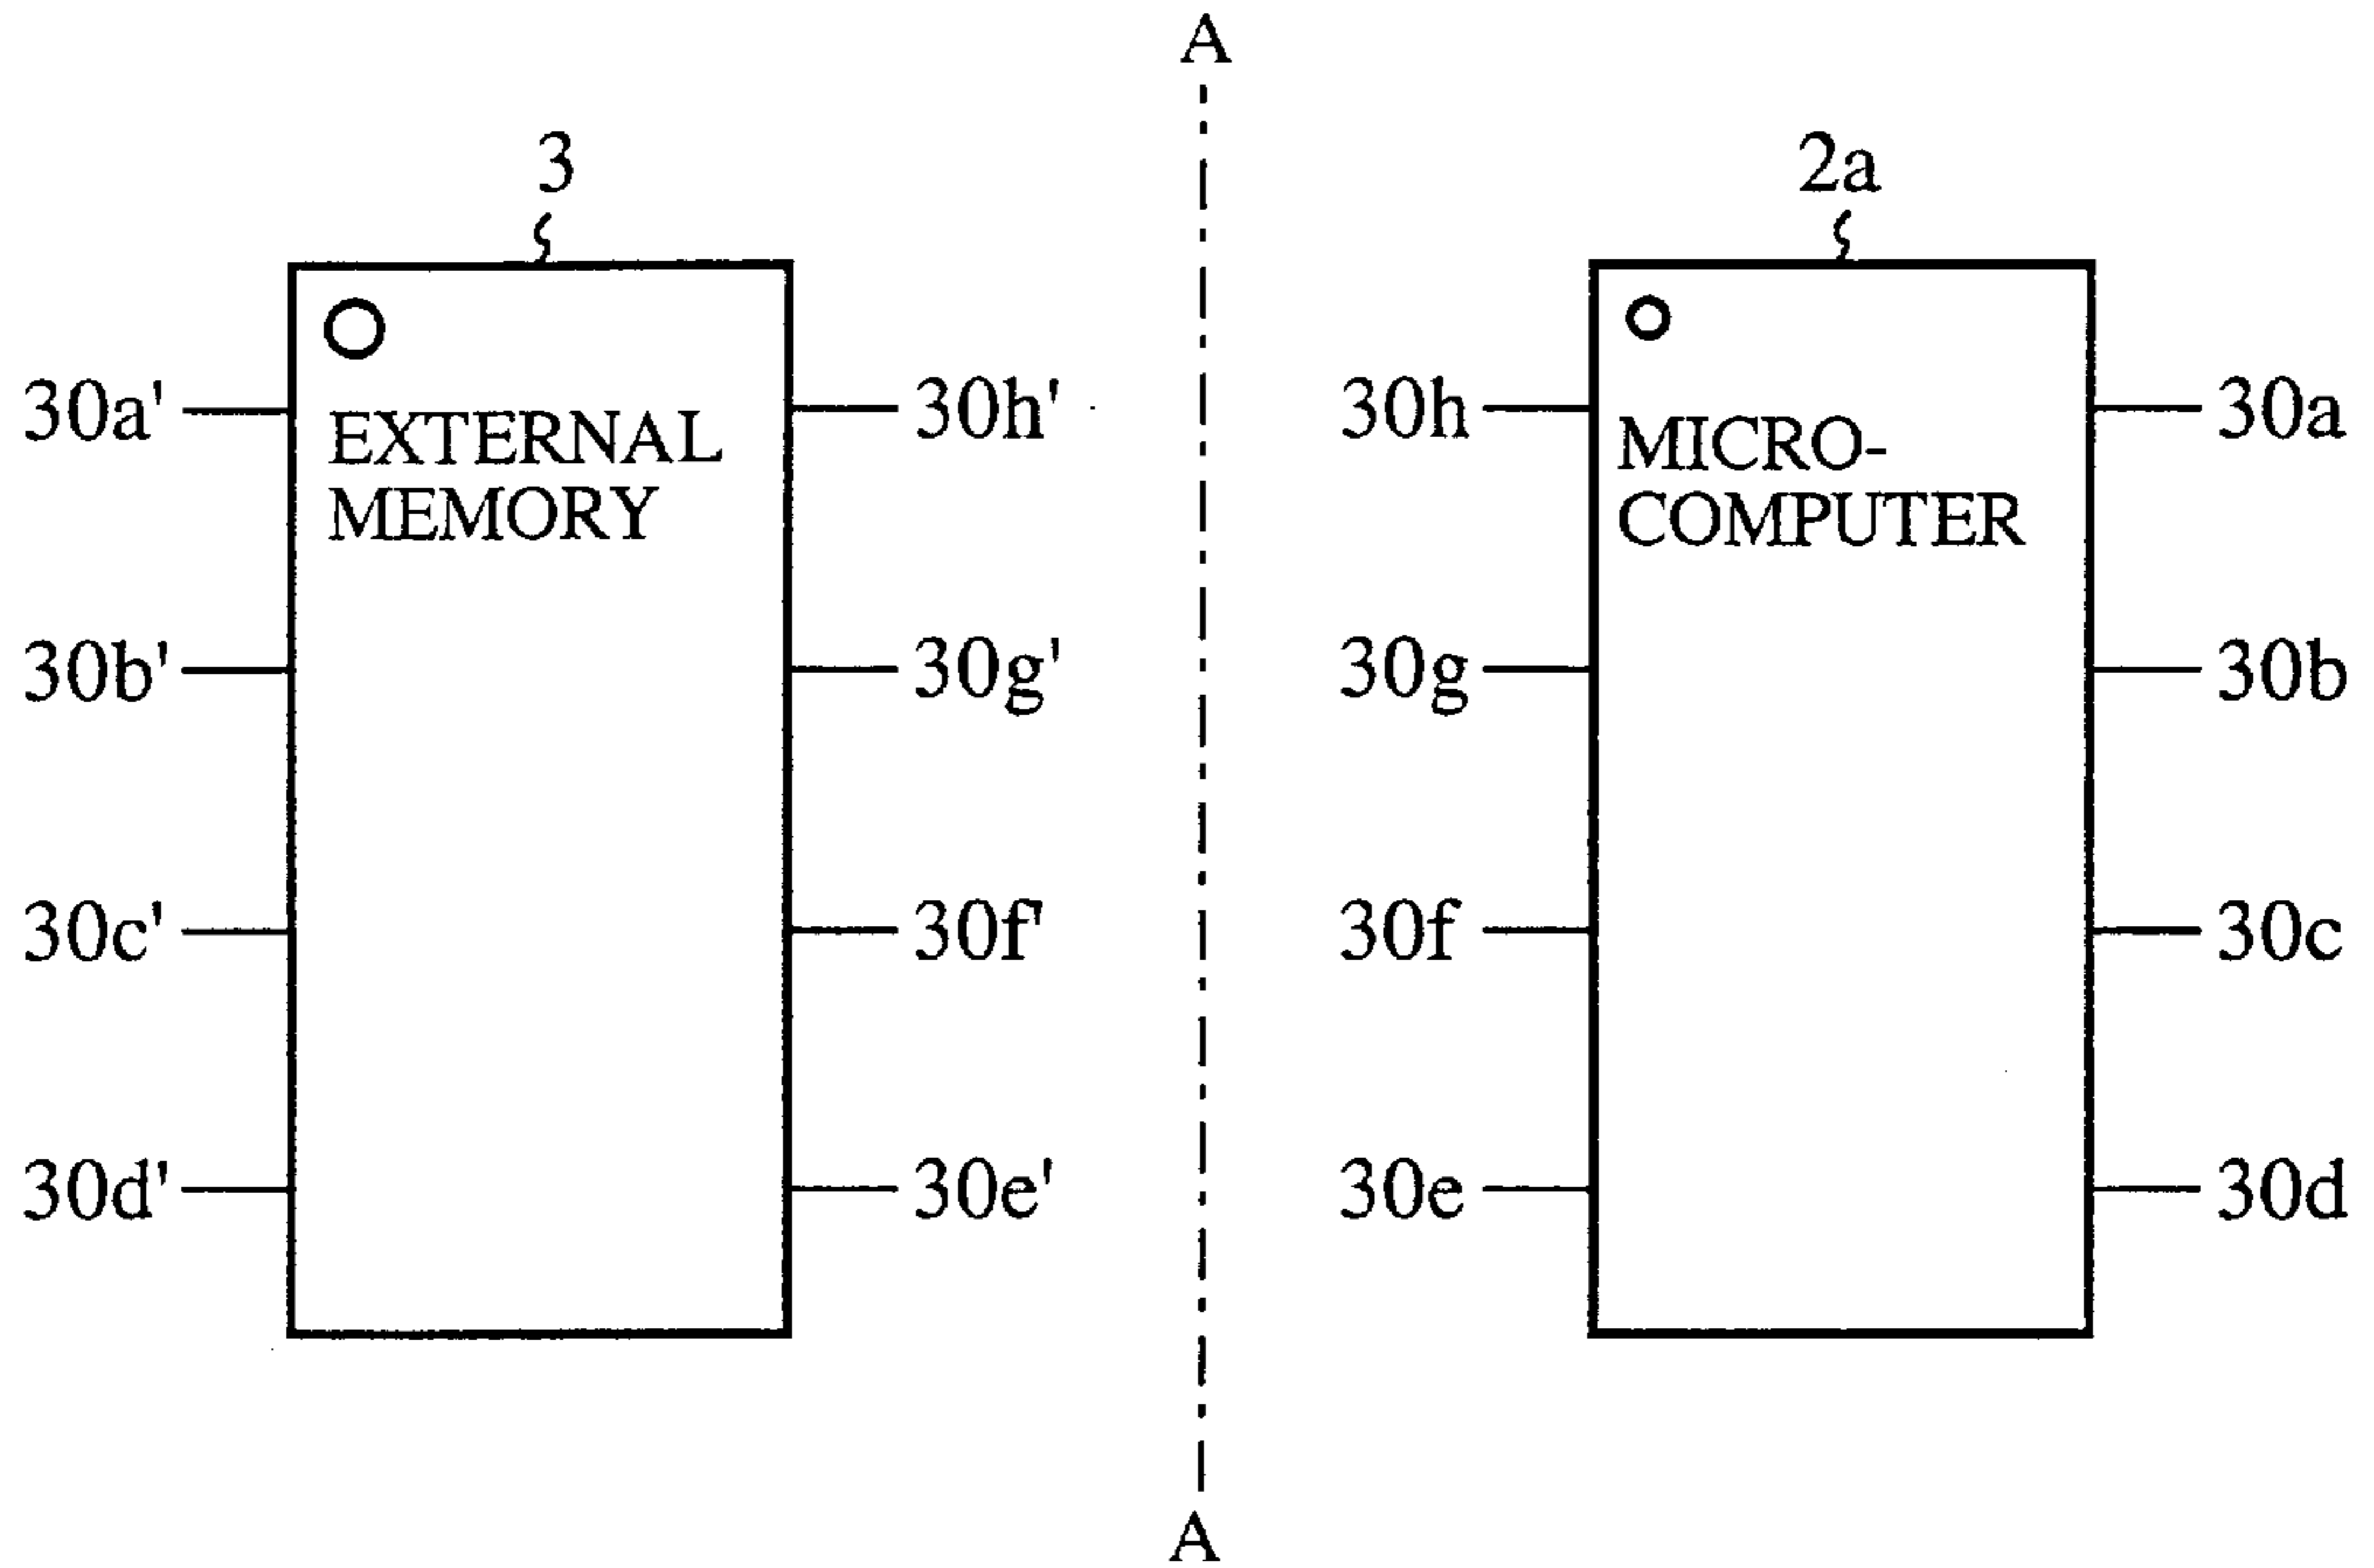 A
3
2a
30a'
EXTERNAL
MEMORY
30h'
30h
MICRO-
COMPUTER
30a
30b'
30g'
30g
30b
30c'
30f'
30f
30c
30d'
30e'
30e
30d
A